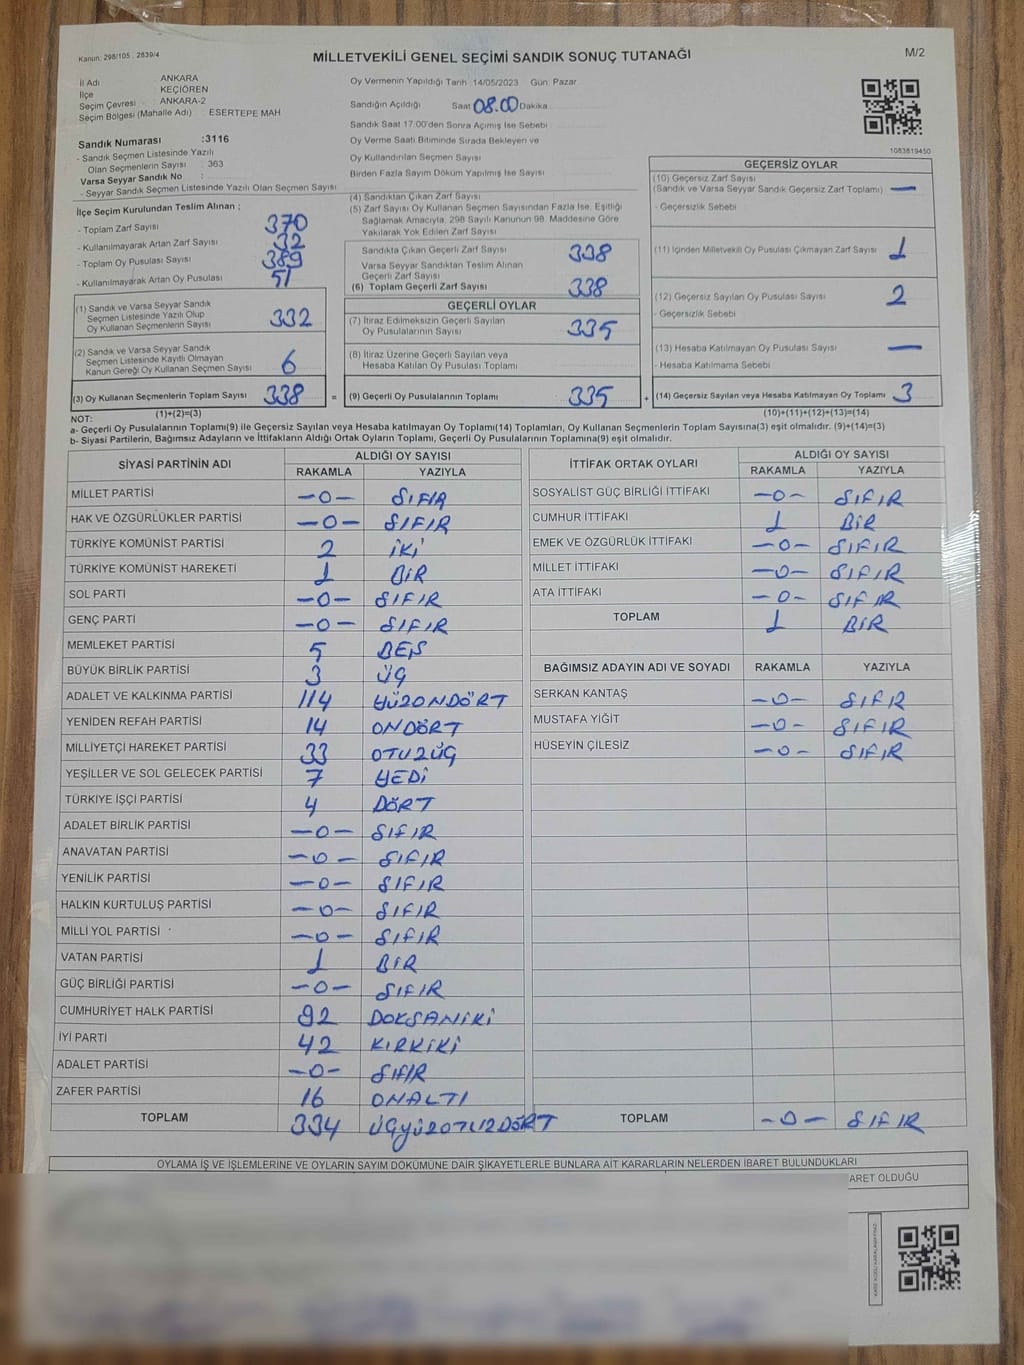 Kanun: 298/105 , 2839/4
MİLLETVEKİLİ GENEL SEÇİMİ SANDIK SONUÇ TUTANAĞI
M/2
İl Adı : ANKARA
İlçe : KEÇİÖREN
Seçim Çevresi : ANKARA-2
Seçim Bölgesi (Mahalle Adı) : ESERTEPE MAH
Sandık Numarası :3116
- Sandık Seçmen Listesinde Yazılı
Olan Seçmenlerin Sayısı : 363
Varsa Seyyar Sandık No :
- Seyyar Sandık Seçmen Listesinde Yazılı Olan Seçmen Sayısı
Oy Vermenin Yapıldığı Tarih :14/05/2023 Gün: Pazar
Sandığın Açıldığı Saat 08.00 Dakika
Sandık Saat 17:00'den Sonra Açımış İse Sebebi
Oy Verme Saati Bitiminde Sırada Bekleyen ve
Oy Kullandırılan Seçmen Sayısı
Birden Fazla Sayım Döküm Yapılmış İse Sayısı
1083819450
İlçe Seçim Kurulundan Teslim Alınan ;
- Toplam Zarf Sayısı 370
- Kullanılmayarak Artan Zarf Sayısı 32
- Toplam Oy Pusulası Sayısı 389
- Kullanılmayarak Artan Oy Pusulası 51
(1) Sandık ve Varsa Seyyar Sandık
Seçmen Listesinde Yazılı Olup
Oy Kullanan Seçmenlerin Sayısı 332
(2) Sandık ve Varsa Seyyar Sandık
Seçmen Listesinde Kayıtlı Olmayan
Kanun Gereği Oy Kullanan Seçmen Sayısı 6
(3) Oy Kullanan Seçmenlerin Toplam Sayısı 338 =
(1)+(2)=(3)
(4) Sandıktan Çıkan Zarf Sayısı
(5) Zarf Sayısı Oy Kullanan Seçmen Sayısından Fazla İse, Eşitliği
Sağlamak Amacıyla, 298 Sayılı Kanunun 98. Maddesine Göre
Yakılarak Yok Edilen Zarf Sayısı
Sandıkta Çıkan Geçerli Zarf Sayısı 338
Varsa Seyyar Sandıktan Teslim Alınan
Geçerli Zarf Sayısı
(6) Toplam Geçerli Zarf Sayısı 338
GEÇERLİ OYLAR
(7) İtiraz Edilmeksizin Geçerli Sayılan
Oy Pusulalarının Sayısı 335
(8) İtiraz Üzerine Geçerli Sayılan veya
Hesaba Katılan Oy Pusulası Toplamı
(9) Geçerli Oy Pusulalarının Toplamı 335 +
GEÇERSİZ OYLAR
(10) Geçersiz Zarf Sayısı
(Sandık ve Varsa Seyyar Sandık Geçersiz Zarf Toplamı) —
- Geçersizlik Sebebi
(11) İçinden Milletvekili Oy Pusulası Çıkmayan Zarf Sayısı 1
(12) Geçersiz Sayılan Oy Pusulası Sayısı 2
- Geçersizlik Sebebi
(13) Hesaba Katılmayan Oy Pusulası Sayısı —
- Hesaba Katılmama Sebebi
(14) Geçersiz Sayılan veya Hesaba Katılmayan Oy Toplamı 3
(10)+(11)+(12)+(13)=(14)
NOT:
a- Geçerli Oy Pusulalarının Toplamı(9) ile Geçersiz Sayılan veya Hesaba katılmayan Oy Toplamı(14) Toplamları, Oy Kullanan Seçmenlerin Toplam Sayısına(3) eşit olmalıdır. (9)+(14)=(3)
b- Siyasi Partilerin, Bağımsız Adayların ve İttifakların Aldığı Ortak Oyların Toplamı, Geçerli Oy Pusulalarının Toplamına(9) eşit olmalıdır.
SİYASİ PARTİNİN ADI ALDIĞI OY SAYISI
RAKAMLA YAZIYLA
MİLLET PARTİSİ —0— SIFIR
HAK VE ÖZGÜRLÜKLER PARTİSİ —0— SIFIR
TÜRKİYE KOMÜNİST PARTİSİ 2 İKİ
TÜRKİYE KOMÜNİST HAREKETİ 1 BİR
SOL PARTİ —0— SIFIR
GENÇ PARTİ —0— SIFIR
MEMLEKET PARTİSİ 5 BEŞ
BÜYÜK BİRLİK PARTİSİ 3 ÜÇ
ADALET VE KALKINMA PARTİSİ 114 YÜZONDÖRT
YENİDEN REFAH PARTİSİ 14 ONDÖRT
MİLLİYETÇİ HAREKET PARTİSİ 33 OTUZÜÇ
YEŞİLLER VE SOL GELECEK PARTİSİ 7 YEDİ
TÜRKİYE İŞÇİ PARTİSİ 4 DÖRT
ADALET BİRLİK PARTİSİ —0— SIFIR
ANAVATAN PARTİSİ —0— SIFIR
YENİLİK PARTİSİ —0— SIFIR
HALKIN KURTULUŞ PARTİSİ —0— SIFIR
MİLLİ YOL PARTİSİ —0— SIFIR
VATAN PARTİSİ 1 BİR
GÜÇ BİRLİĞİ PARTİSİ —0— SIFIR
CUMHURİYET HALK PARTİSİ 92 DOKSANİKİ
İYİ PARTİ 42 KIRKİKİ
ADALET PARTİSİ —0— SIFIR
ZAFER PARTİSİ 16 ONALTI
TOPLAM 334 ÜÇYÜZOTUZDÖRT
İTTİFAK ORTAK OYLARI ALDIĞI OY SAYISI
RAKAMLA YAZIYLA
SOSYALİST GÜÇ BİRLİĞİ İTTİFAKI —0— SIFIR
CUMHUR İTTİFAKI 1 BİR
EMEK VE ÖZGÜRLÜK İTTİFAKI —0— SIFIR
MİLLET İTTİFAKI —0— SIFIR
ATA İTTİFAKI —0— SIFIR
TOPLAM 1 BİR
BAĞIMSIZ ADAYIN ADI VE SOYADI RAKAMLA YAZIYLA
SERKAN KANTAŞ —0— SIFIR
MUSTAFA YİĞİT —0— SIFIR
HÜSEYİN ÇİLESİZ —0— SIFIR
TOPLAM —0— SIFIR
OYLAMA İŞ VE İŞLEMLERİNE VE OYLARIN SAYIM DÖKÜMÜNE DAİR ŞİKAYETLERLE BUNLARA AİT KARARLARIN NELERDEN İBARET BULUNDUKLARI
ARET OLDUĞU